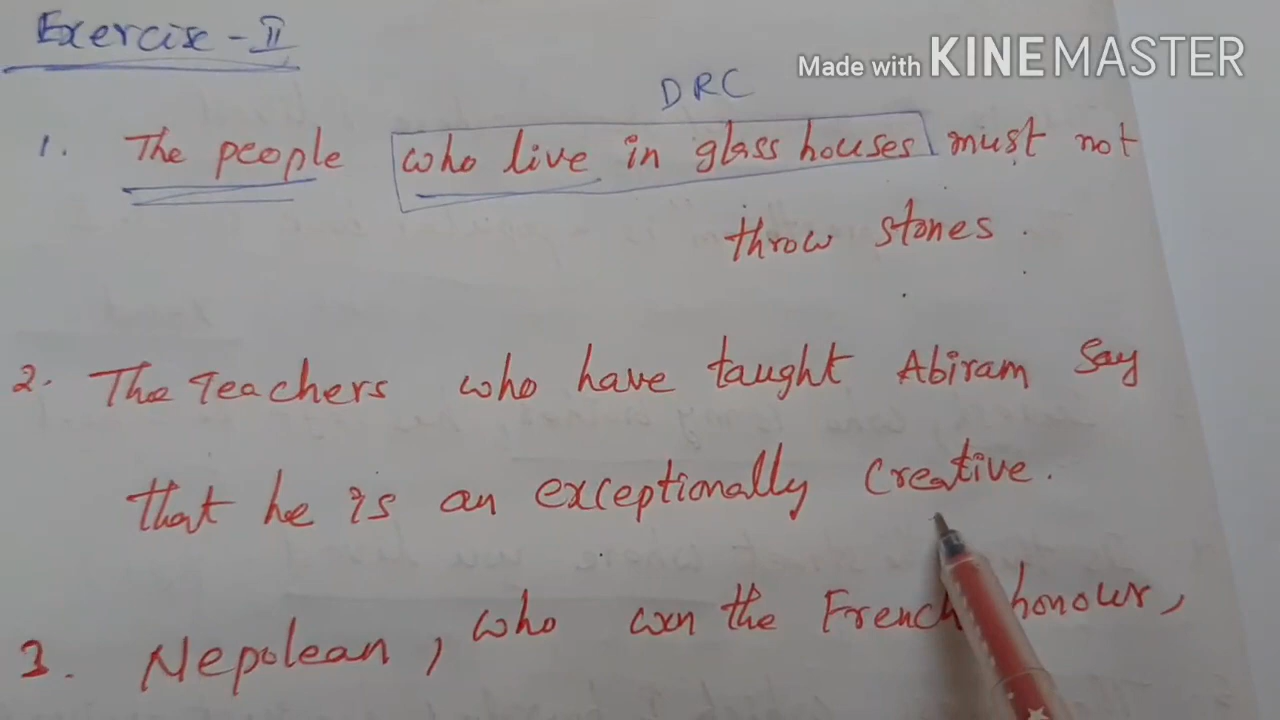 Exercise - II
Made with KINEMASTER
DRC
1. The people who live in glass houses must not
throw stones.
2. The Teachers who have taught Abiram say
that he is an exceptionally creative.
3. Nepolean, who won the French honour,